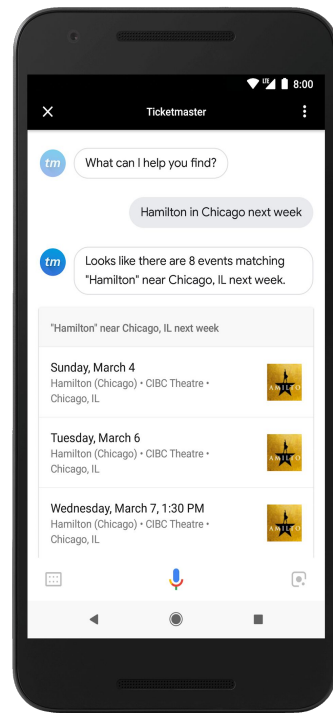 LTE 8:00
Ticketmaster
tm What can I help you find?
Hamilton in Chicago next week
tm Looks like there are 8 events matching
"Hamilton" near Chicago, IL next week.
"Hamilton" near Chicago, IL next week
Sunday, March 4
Hamilton (Chicago) • CIBC Theatre •
Chicago, IL
Tuesday, March 6
Hamilton (Chicago) • CIBC Theatre •
Chicago, IL
Wednesday, March 7, 1:30 PM
Hamilton (Chicago) • CIBC Theatre •
Chicago, IL